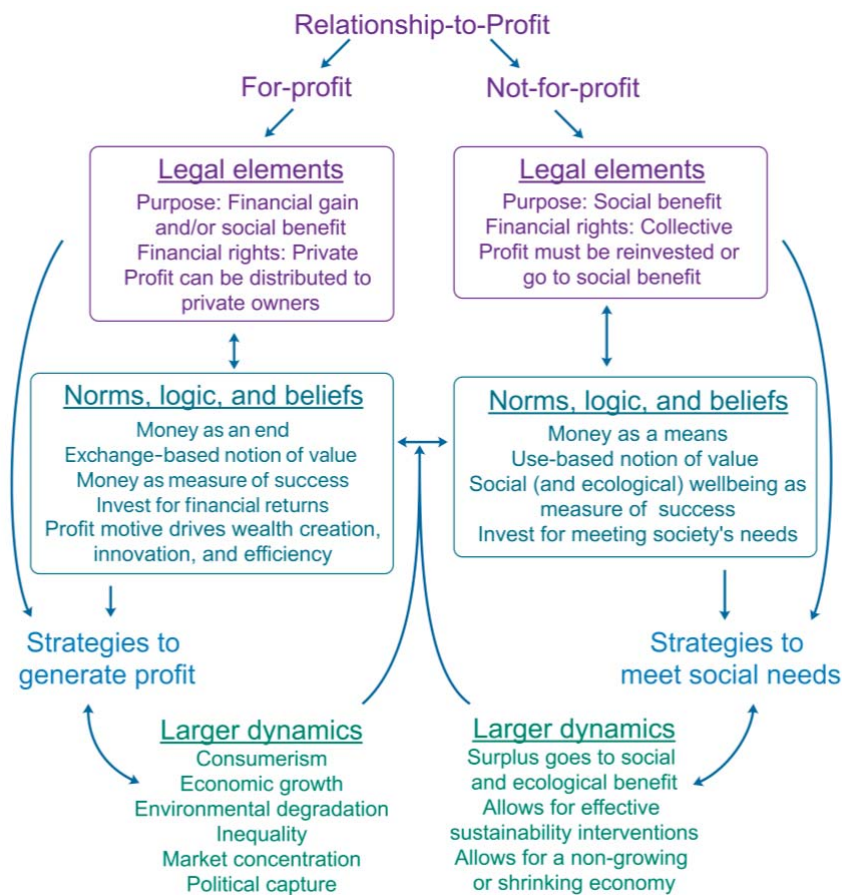 Relationship-to-Profit
For-profit
Not-for-profit
Legal elements
Purpose: Financial gain
and/or social benefit
Financial rights: Private
Profit can be distributed to
private owners
Legal elements
Purpose: Social benefit
Financial rights: Collective
Profit must be reinvested or
go to social benefit
Norms, logic, and beliefs
Money as an end
Exchange-based notion of value
Money as measure of success
Invest for financial returns
Profit motive drives wealth creation,
innovation, and efficiency
Norms, logic, and beliefs
Money as a means
Use-based notion of value
Social (and ecological) wellbeing as
measure of success
Invest for meeting society's needs
Strategies to
generate profit
Strategies to
meet social needs
Larger dynamics
Consumerism
Economic growth
Environmental degradation
Inequality
Market concentration
Political capture
Larger dynamics
Surplus goes to social
and ecological benefit
Allows for effective
sustainability interventions
Allows for a non-growing
or shrinking economy